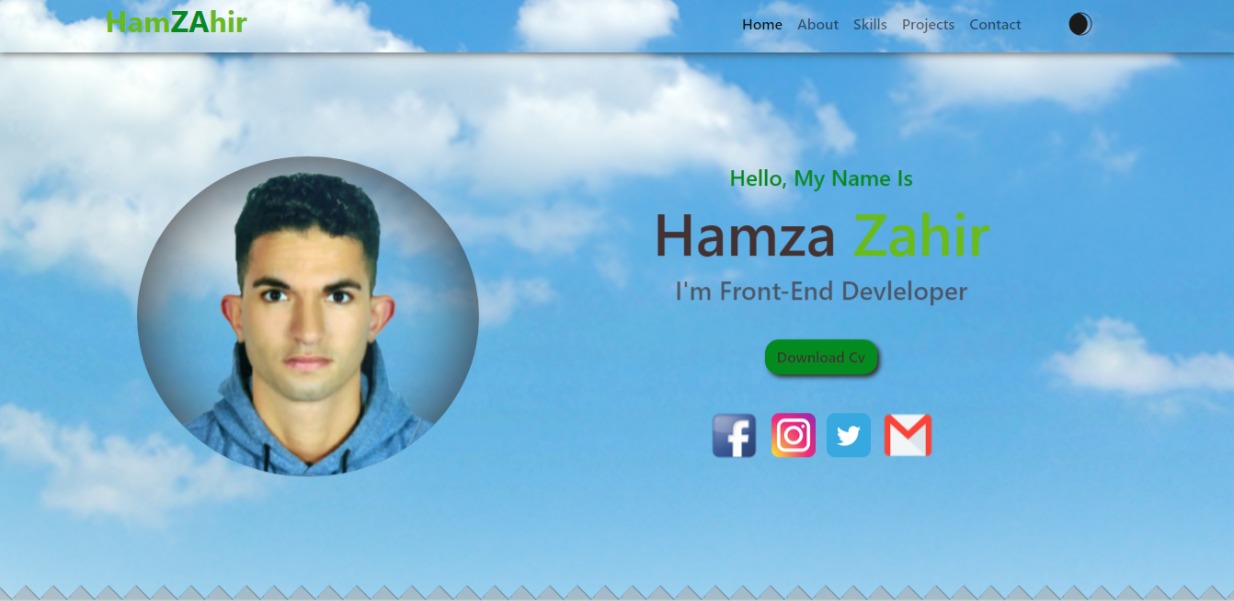 HamZAhir
Home About Skills Projects Contact
Hello, My Name Is
Hamza Zahir
I'm Front-End Devleloper
Download Cv